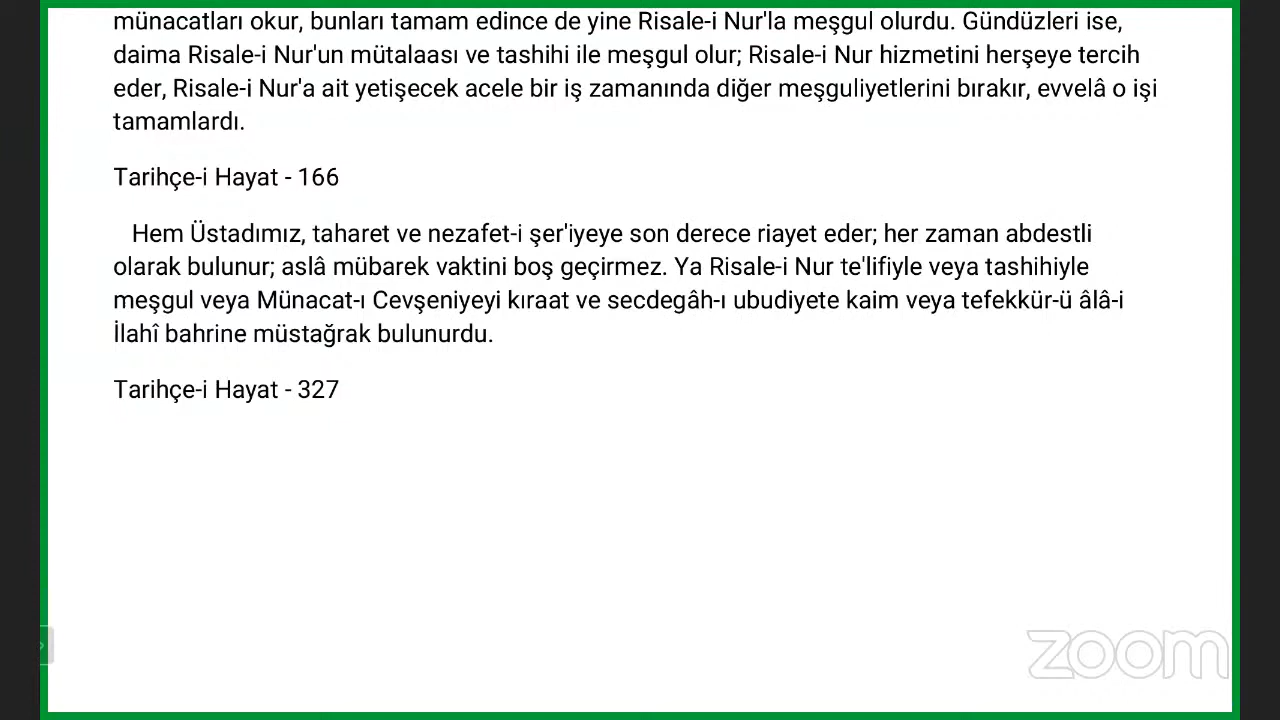 münacatları okur, bunları tamam edince de yine Risale-i Nur'la meşgul olurdu. Gündüzleri ise,
daima Risale-i Nur'un mütalaası ve tashihi ile meşgul olur; Risale-i Nur hizmetini herşeye tercih
eder, Risale-i Nur'a ait yetişecek acele bir iş zamanında diğer meşguliyetlerini bırakır, evvelâ o işi
tamamlardı.
Tarihçe-i Hayat - 166
Hem Üstadımız, taharet ve nezafet-i şer'iyeye son derece riayet eder; her zaman abdestli
olarak bulunur; aslâ mübarek vaktini boş geçirmez. Ya Risale-i Nur te'lifiyle veya tashihiyle
meşgul veya Münacat-ı Cevşeniyeyi kıraat ve secdegâh-ı ubudiyete kaim veya tefekkür-ü âlâ-i
İlahî bahrine müstağrak bulunurdu.
Tarihçe-i Hayat - 327
zoom